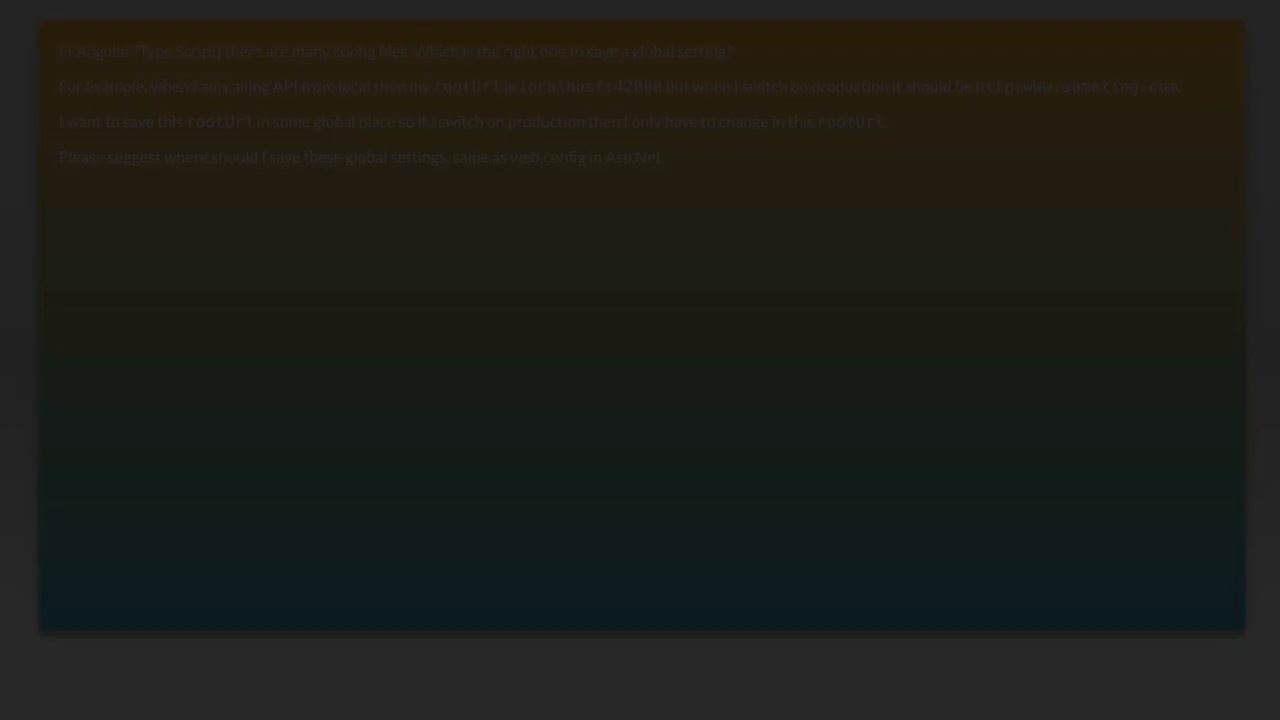 In Angular (Type Script) there are many config files. Which is the right one to save a global setting?
For example, when I am calling API from local then my rootUrl is localhost:42000 but when I switch on production it should be http:www.someting.com.
I want to save this rootUrl in some global place so if i switch on production then I only have to change in this rootUrl.
Please suggest where should I save these global settings, same as web.config in Asp.Net.